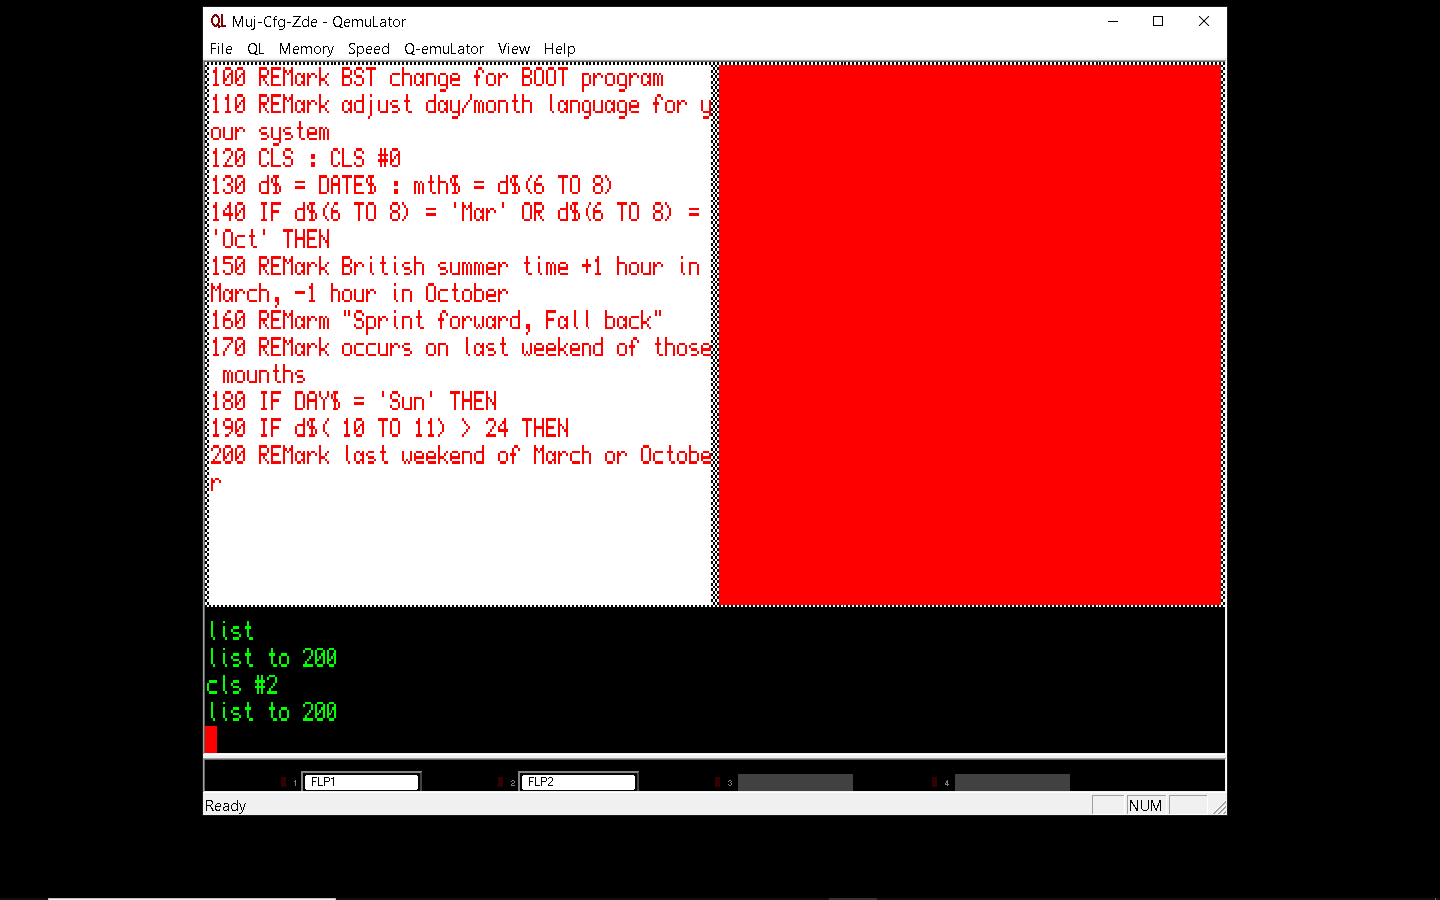 QL Muj-Cfg-Zde - QemuLator
File QL Memory Speed Q-emuLator View Help
100 REMark BST change for BOOT program
110 REMark adjust day/month language for y
our system
120 CLS : CLS #0
130 d$ = DATE$ : mth$ = d$(6 TO 8)
140 IF d$(6 TO 8) = 'Mar' OR d$(6 TO 8) =
'Oct' THEN
150 REMark British summer time +1 hour in
March, -1 hour in October
160 REMarm "Sprint forward, Fall back"
170 REMark occurs on last weekend of those
mounths
180 IF DAY$ = 'Sun' THEN
190 IF d$( 10 TO 11) > 24 THEN
200 REMark last weekend of March or Octobe
r
list
list to 200
cls #2
list to 200
1 FLP1 2 FLP2 3 4
Ready NUM